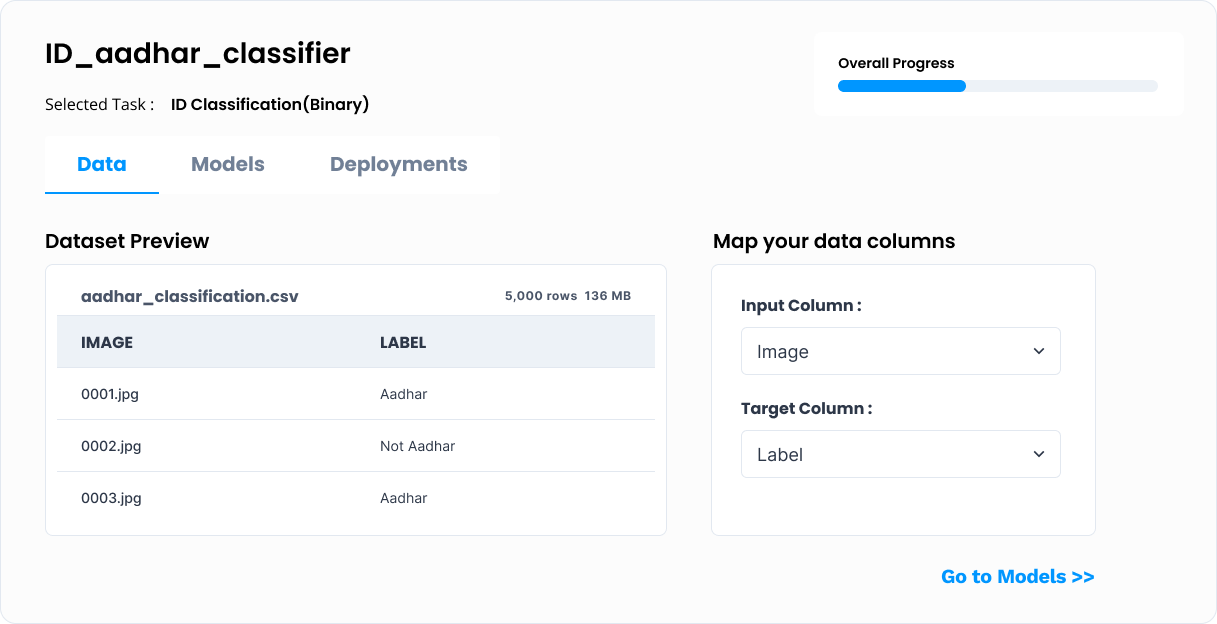 ID_aadhar_classifier
Overall Progress
Selected Task : ID Classification(Binary)
Data Models Deployments
Dataset Preview
aadhar_classification.csv 5,000 rows 136 MB
IMAGE LABEL
0001.jpg Aadhar
0002.jpg Not Aadhar
0003.jpg Aadhar
Map your data columns
Input Column :
Image
Target Column :
Label
Go to Models >>